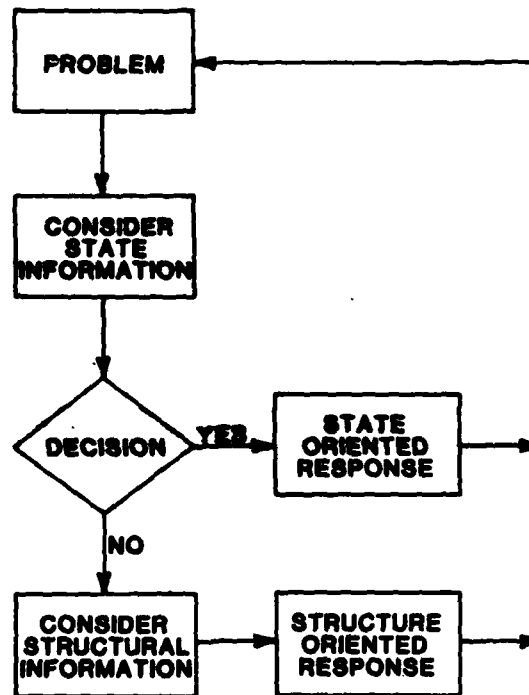 PROBLEM
CONSIDER
STATE
INFORMATION
DECISION
YES
STATE
ORIENTED
RESPONSE
NO
CONSIDER
STRUCTURAL
INFORMATION
STRUCTURE
ORIENTED
RESPONSE